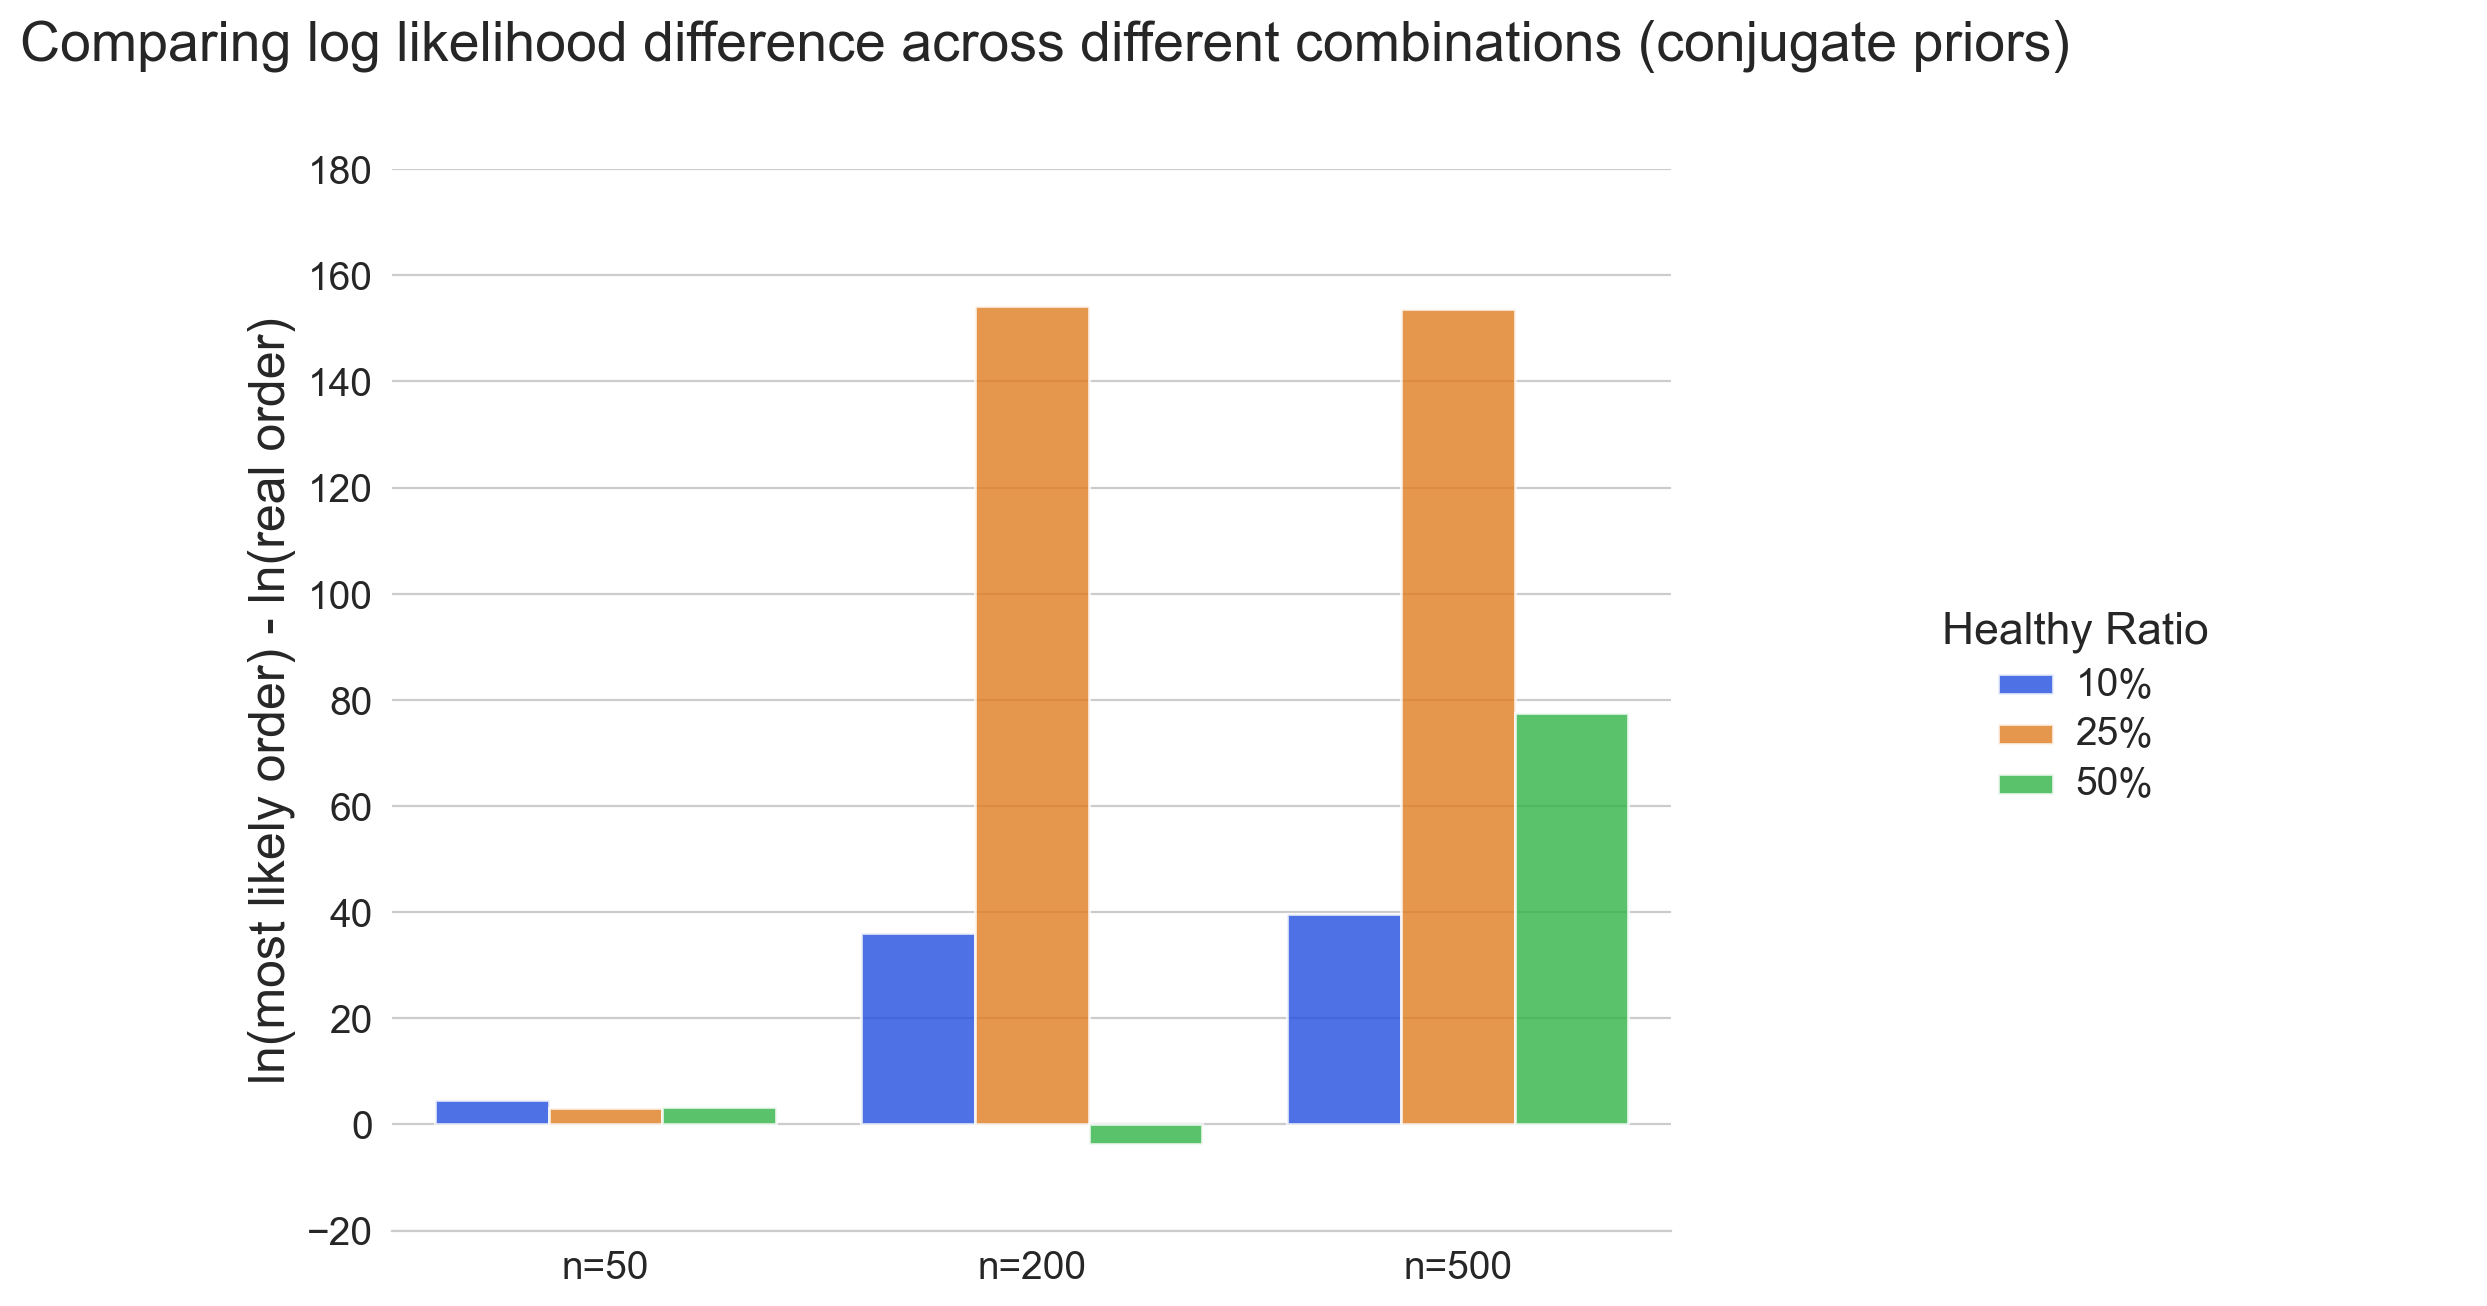 Comparing log likelihood difference across different combinations (conjugate priors)
ln(most likely order) - ln(real order)
180
160
140
120
100
80
60
40
20
0
−20
n=50
n=200
n=500
Healthy Ratio
10%
25%
50%